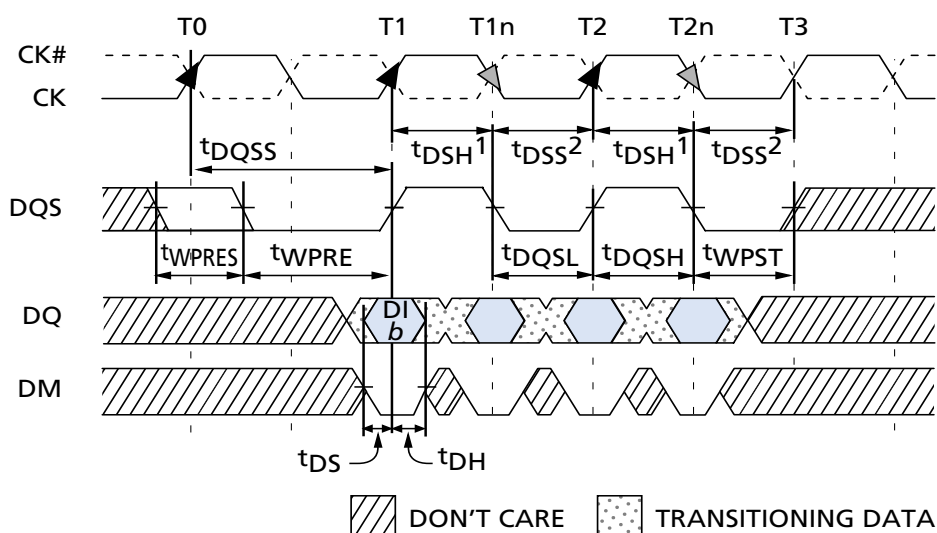 T0 T1 T1n T2 T2n T3
CK#
CK
tDSH1 tDSS2 tDSH1 tDSS2
tDQSS
DQS
tWPRES tWPRE tDQSL tDQSH tWPST
DQ
DI
b
DM
tDS tDH
DON'T CARE TRANSITIONING DATA